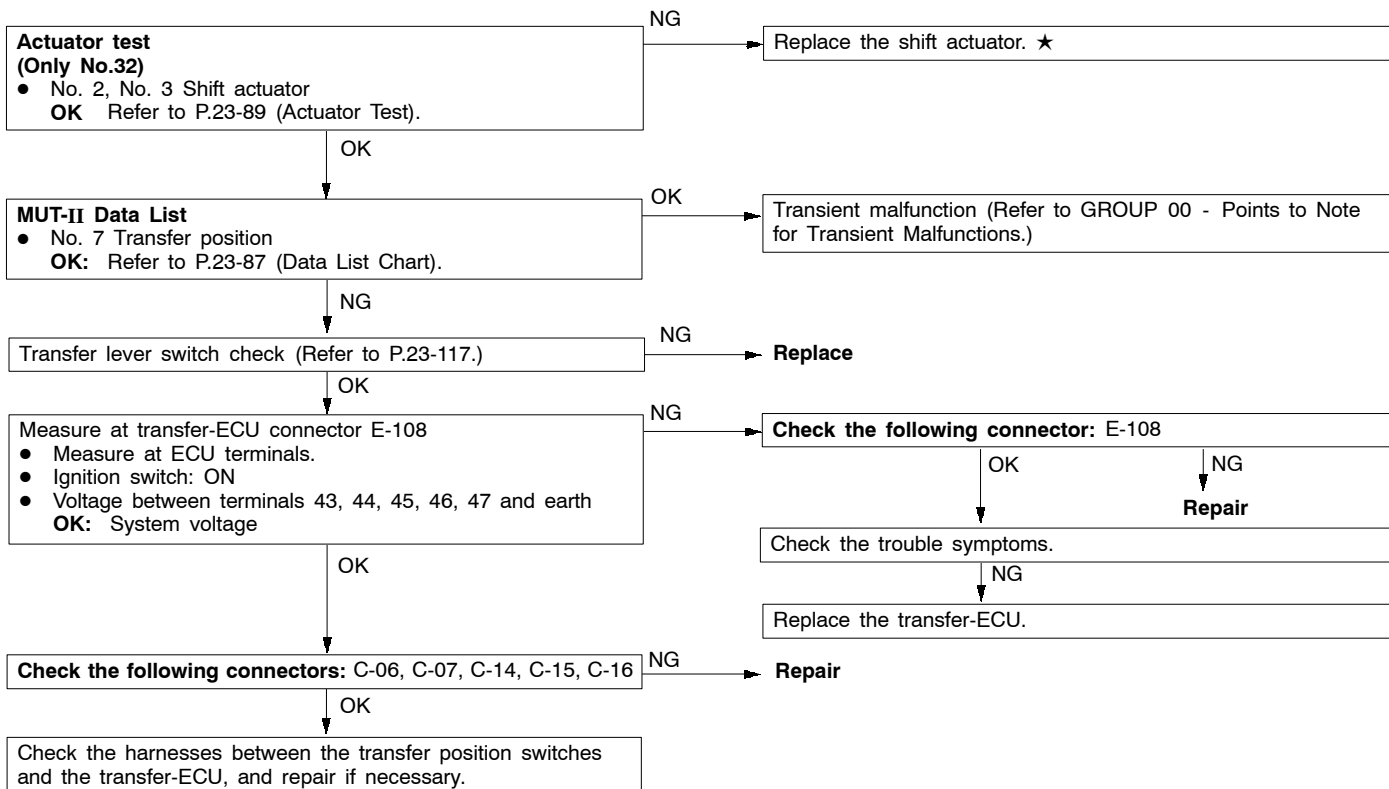 Actuator test
(Only No.32)
● No. 2, No. 3 Shift actuator
OK Refer to P.23-89 (Actuator Test).
NG
Replace the shift actuator. ★
OK
MUT-II Data List
● No. 7 Transfer position
OK: Refer to P.23-87 (Data List Chart).
OK
Transient malfunction (Refer to GROUP 00 - Points to Note
for Transient Malfunctions.)
NG
Transfer lever switch check (Refer to P.23-117.)
NG
Replace
OK
Measure at transfer-ECU connector E-108
● Measure at ECU terminals.
● Ignition switch: ON
● Voltage between terminals 43, 44, 45, 46, 47 and earth
OK: System voltage
NG
Check the following connector: E-108
OK
NG
Repair
Check the trouble symptoms.
NG
Replace the transfer-ECU.
OK
Check the following connectors: C-06, C-07, C-14, C-15, C-16
NG
Repair
OK
Check the harnesses between the transfer position switches
and the transfer-ECU, and repair if necessary.